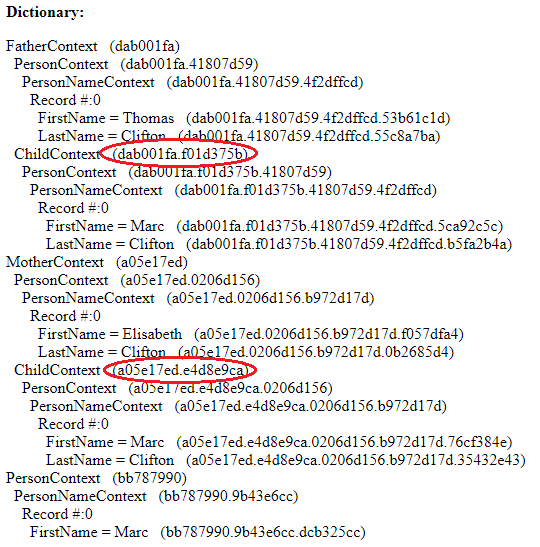 Dictionary:
FatherContext (dab001fa)
PersonContext (dab001fa.41807d59)
PersonNameContext (dab001fa.41807d59.4f2dffcd)
Record #:0
FirstName = Thomas (dab001fa.41807d59.4f2dffcd.53b61c1d)
LastName = Clifton (dab001fa.41807d59.4f2dffcd.55c8a7ba)
ChildContext (dab001fa.f01d375b)
PersonContext (dab001fa.f01d375b.41807d59)
PersonNameContext (dab001fa.f01d375b.41807d59.4f2dffcd)
Record #:0
FirstName = Marc (dab001fa.f01d375b.41807d59.4f2dffcd.5ca92c5c)
LastName = Clifton (dab001fa.f01d375b.41807d59.4f2dffcd.b5fa2b4a)
MotherContext (a05e17ed)
PersonContext (a05e17ed.0206d156)
PersonNameContext (a05e17ed.0206d156.b972d17d)
Record #:0
FirstName = Elisabeth (a05e17ed.0206d156.b972d17d.f057dfa4)
LastName = Clifton (a05e17ed.0206d156.b972d17d.0b2685d4)
ChildContext (a05e17ed.e4d8e9ca)
PersonContext (a05e17ed.e4d8e9ca.0206d156)
PersonNameContext (a05e17ed.e4d8e9ca.0206d156.b972d17d)
Record #:0
FirstName = Marc (a05e17ed.e4d8e9ca.0206d156.b972d17d.76cf384e)
LastName = Clifton (a05e17ed.e4d8e9ca.0206d156.b972d17d.35432e43)
PersonContext (bb787990)
PersonNameContext (bb787990.9b43e6cc)
Record #:0
FirstName = Marc (bb787990.9b43e6cc.dcb325cc)